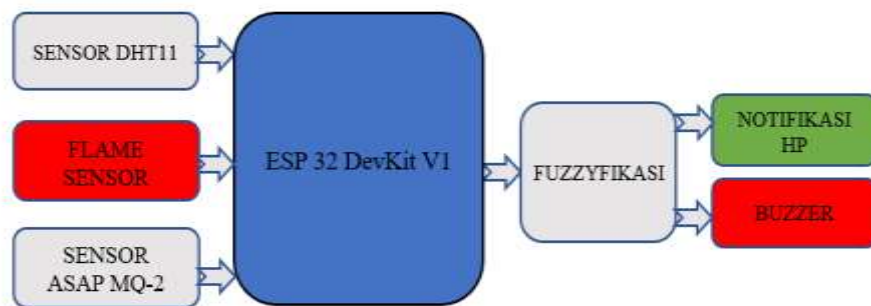 SENSOR DHT11
FLAME
SENSOR
SENSOR
ASAP MQ-2
ESP 32 DevKit V1
FUZZYFIKASI
NOTIFIKASI
HP
BUZZER